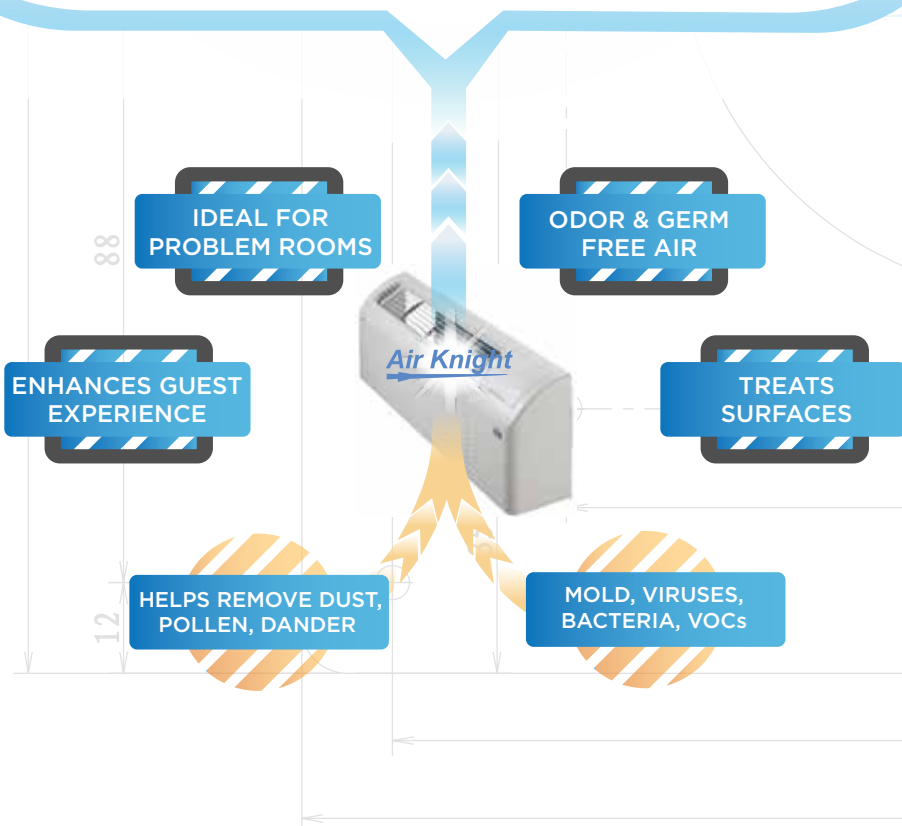 IDEAL FOR
PROBLEM ROOMS
ODOR & GERM
FREE AIR
88
Air Knight
ENHANCES GUEST
EXPERIENCE
TREATS
SURFACES
HELPS REMOVE DUST,
POLLEN, DANDER
MOLD, VIRUSES,
BACTERIA, VOCs
12